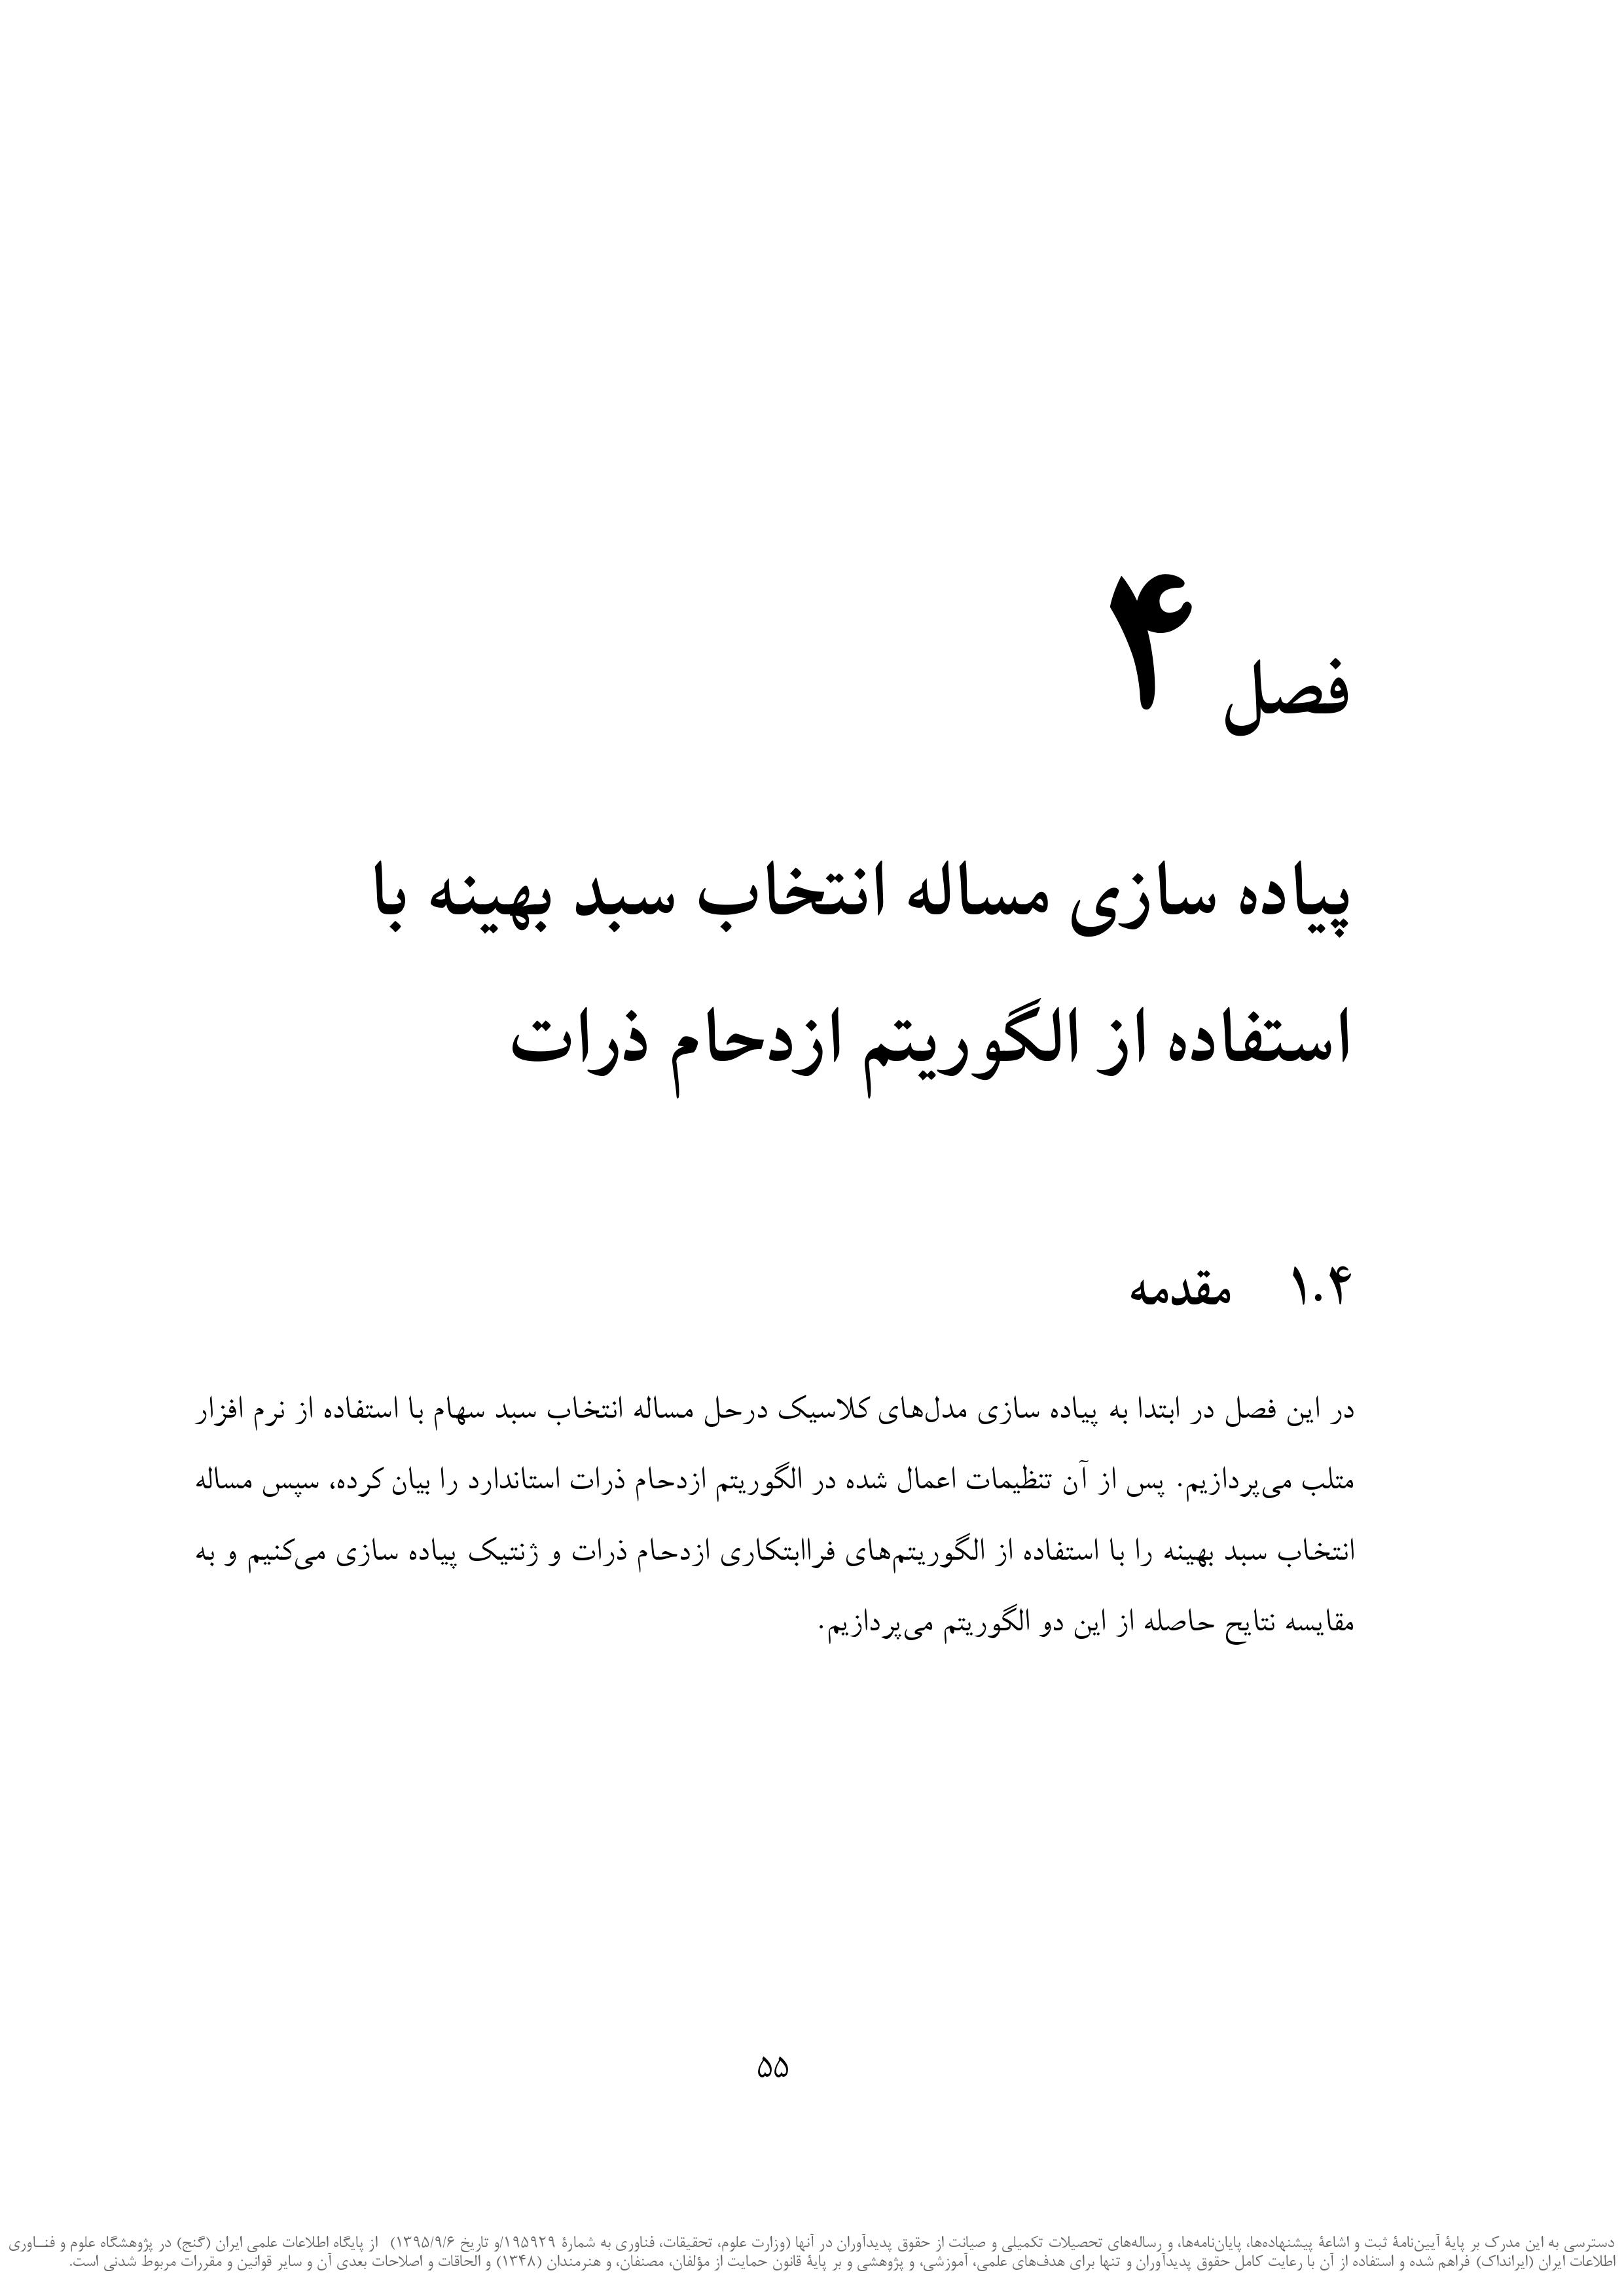 فصل ۴
پیاده سازی مساله انتخاب سبد بهینه با
استفاده از الگوریتم ازدحام ذرات
۱.۴ مقدمه
در این فصل در ابتدا به پیاده سازی مدل‌های کلاسیک درحل مساله انتخاب سبد سهام با استفاده از نرم افزار
متلب می‌پردازیم. پس از آن تنظیمات اعمال شده در الگوریتم ازدحام ذرات استاندارد را بیان کرده، سپس مساله
انتخاب سبد بهینه را با استفاده از الگوریتم‌های فراابتکاری ازدحام ذرات و ژنتیک پیاده سازی می‌کنیم و به
مقایسه نتایج حاصله از این دو الگوریتم می‌پردازیم.
۵۵
دسترسی به این مدرک بر پایهٔ آیین‌نامهٔ ثبت و اشاعهٔ پیشنهاده‌ها، پایان‌نامه‌ها، و رساله‌های تحصیلات تکمیلی و صیانت از حقوق پدیدآوران در آنها (وزارت علوم، تحقیقات، فناوری به شمارهٔ ۱۹۵۹۲۹/و تاریخ ۱۳۹۵/۹/۶) از پایگاه اطلاعات علمی ایران (گنج) در پژوهشگاه علوم و فنـــاوری
اطلاعات ایران (ایرانداک) فراهم شده و استفاده از آن با رعایت کامل حقوق پدیدآوران و تنها برای هدف‌های علمی، آموزشی، و پژوهشی و بر پایهٔ قانون حمایت از مؤلفان، مصنفان، و هنرمندان (۱۳۴۸) و الحاقات و اصلاحات بعدی آن و سایر قوانین و مقررات مربوط شدنی است.